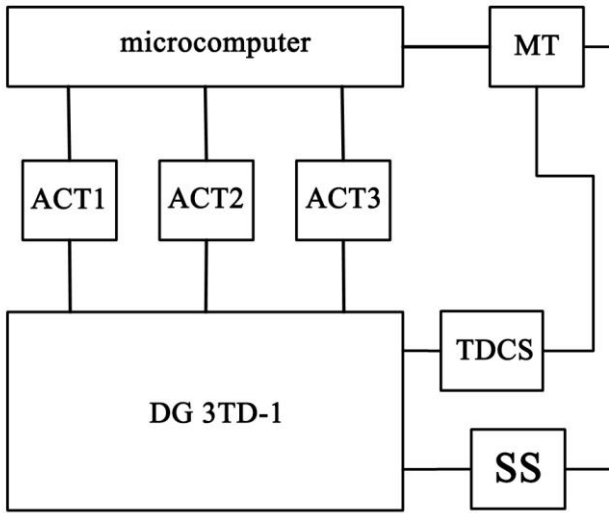 microcomputer
MT
ACT1
ACT2
ACT3
TDCS
DG 3TD-1
SS